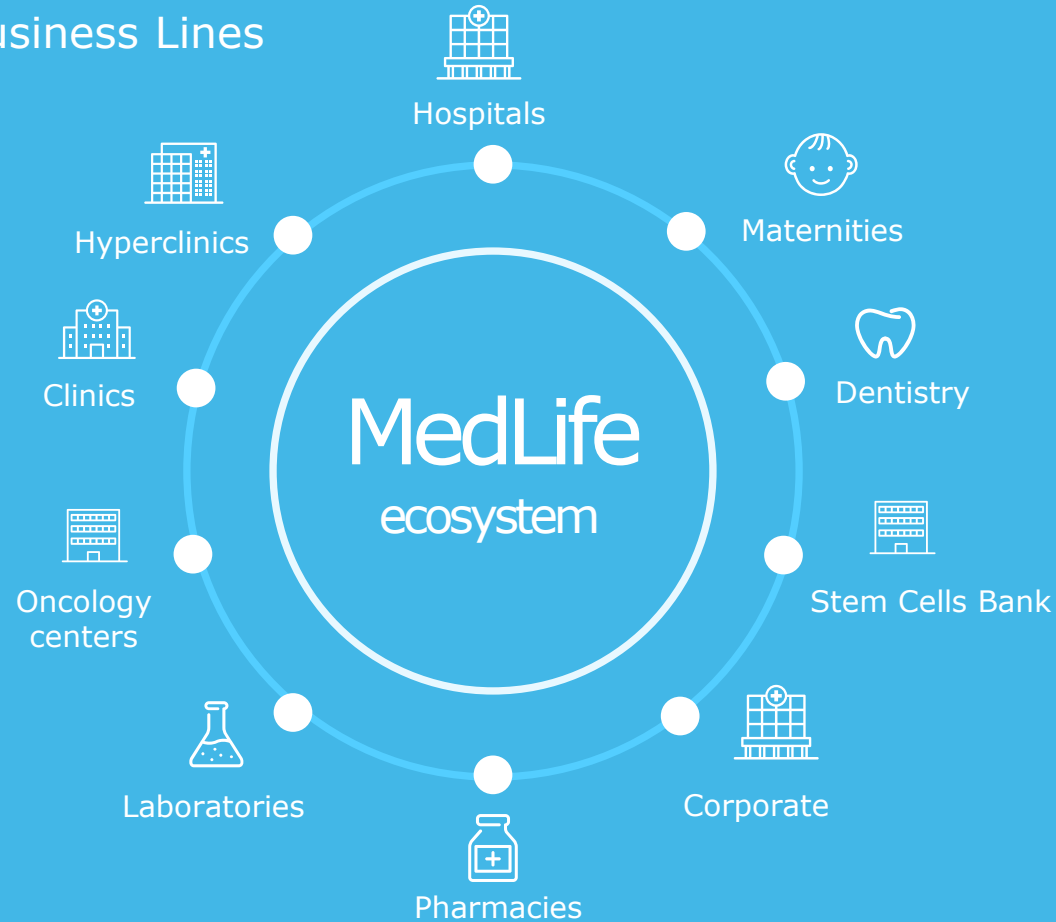 usiness Lines
Hospitals
Maternities
Hyperclinics
Dentistry
Clinics
MedLife
ecosystem
Stem Cells Bank
Oncology
centers
Corporate
Laboratories
Pharmacies